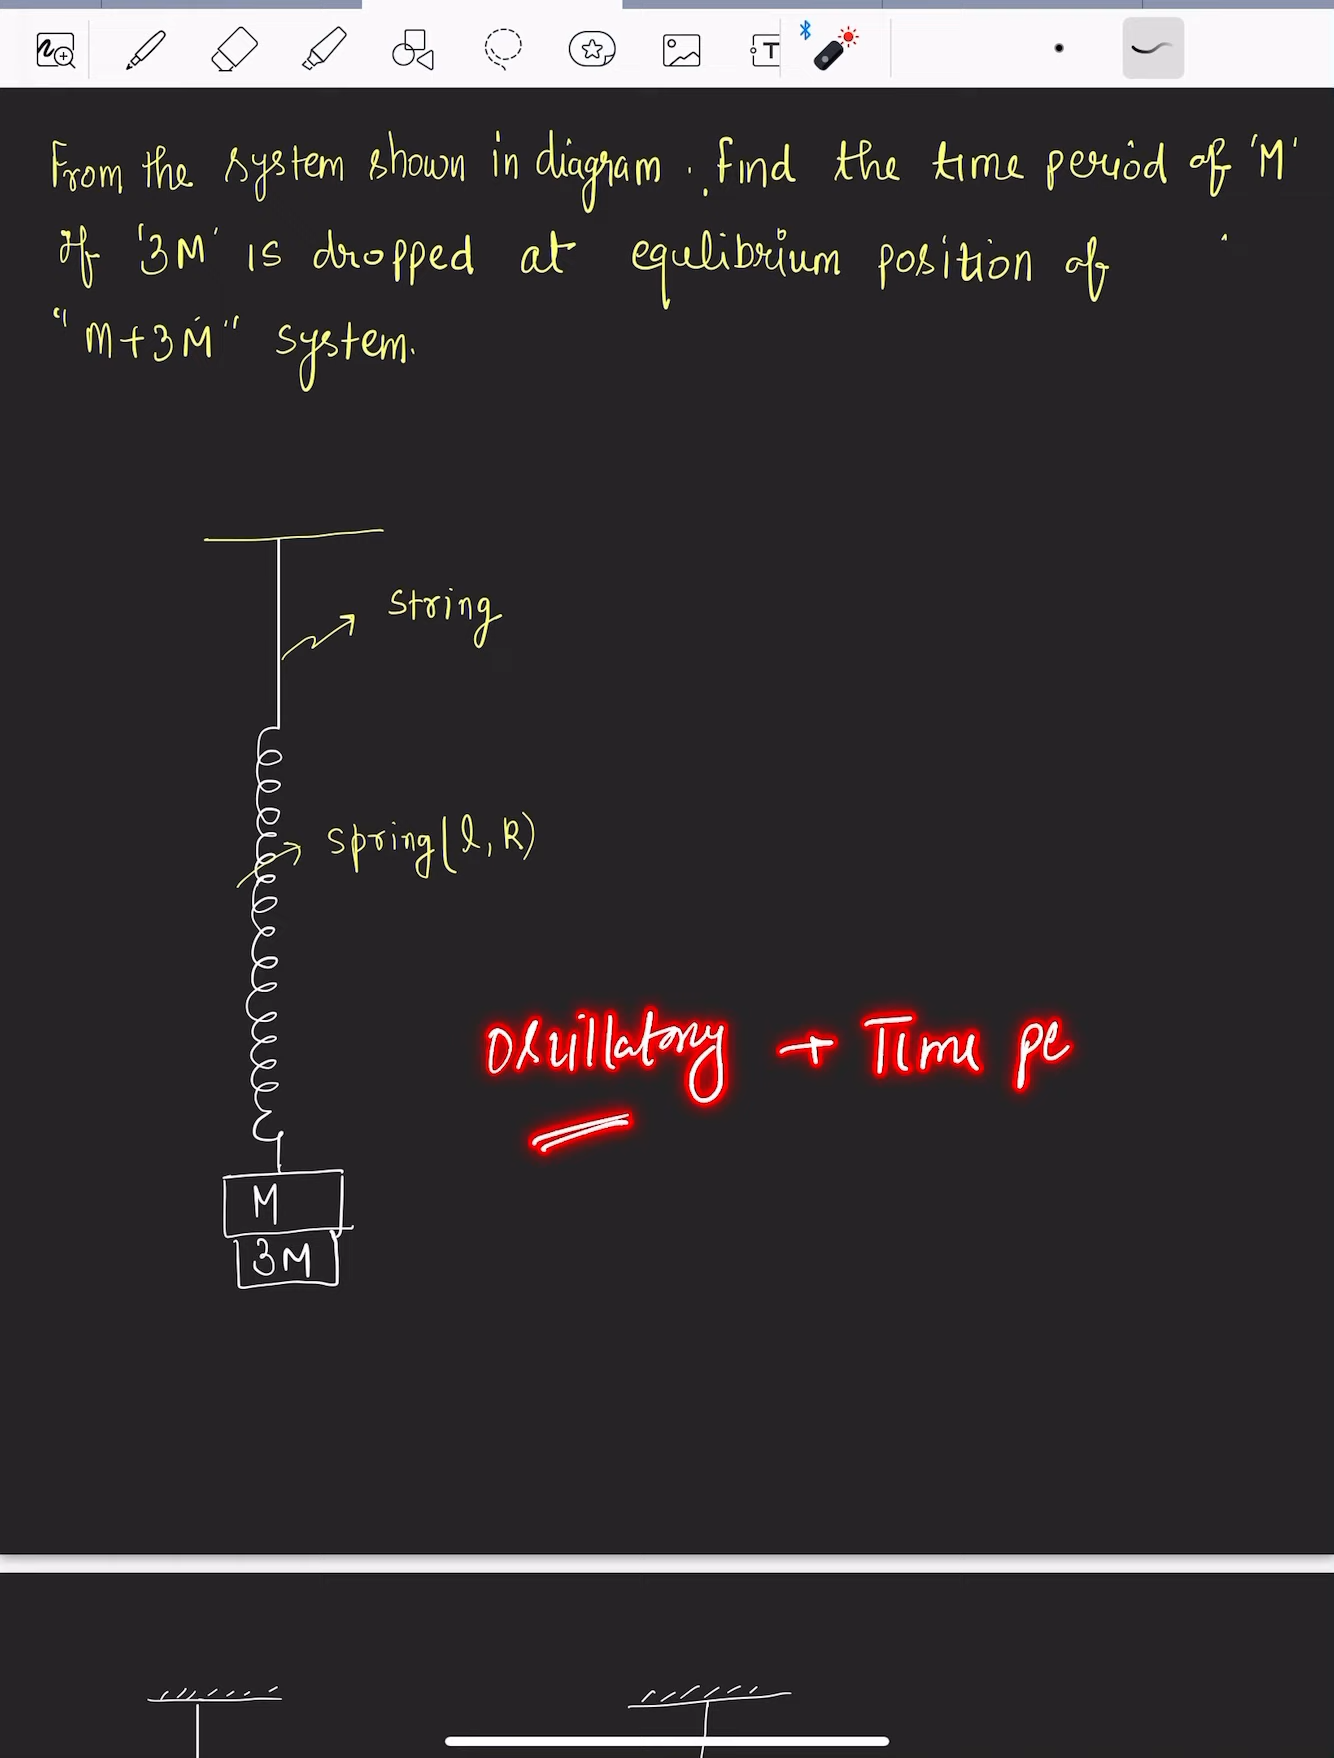 From the system shown in diagram. Find the time period of 'M'
If '3M' is dropped at equlibrium position of
"M+3M" system.
string
spring(l, K)
Oscillatory + Time pe
M
3M